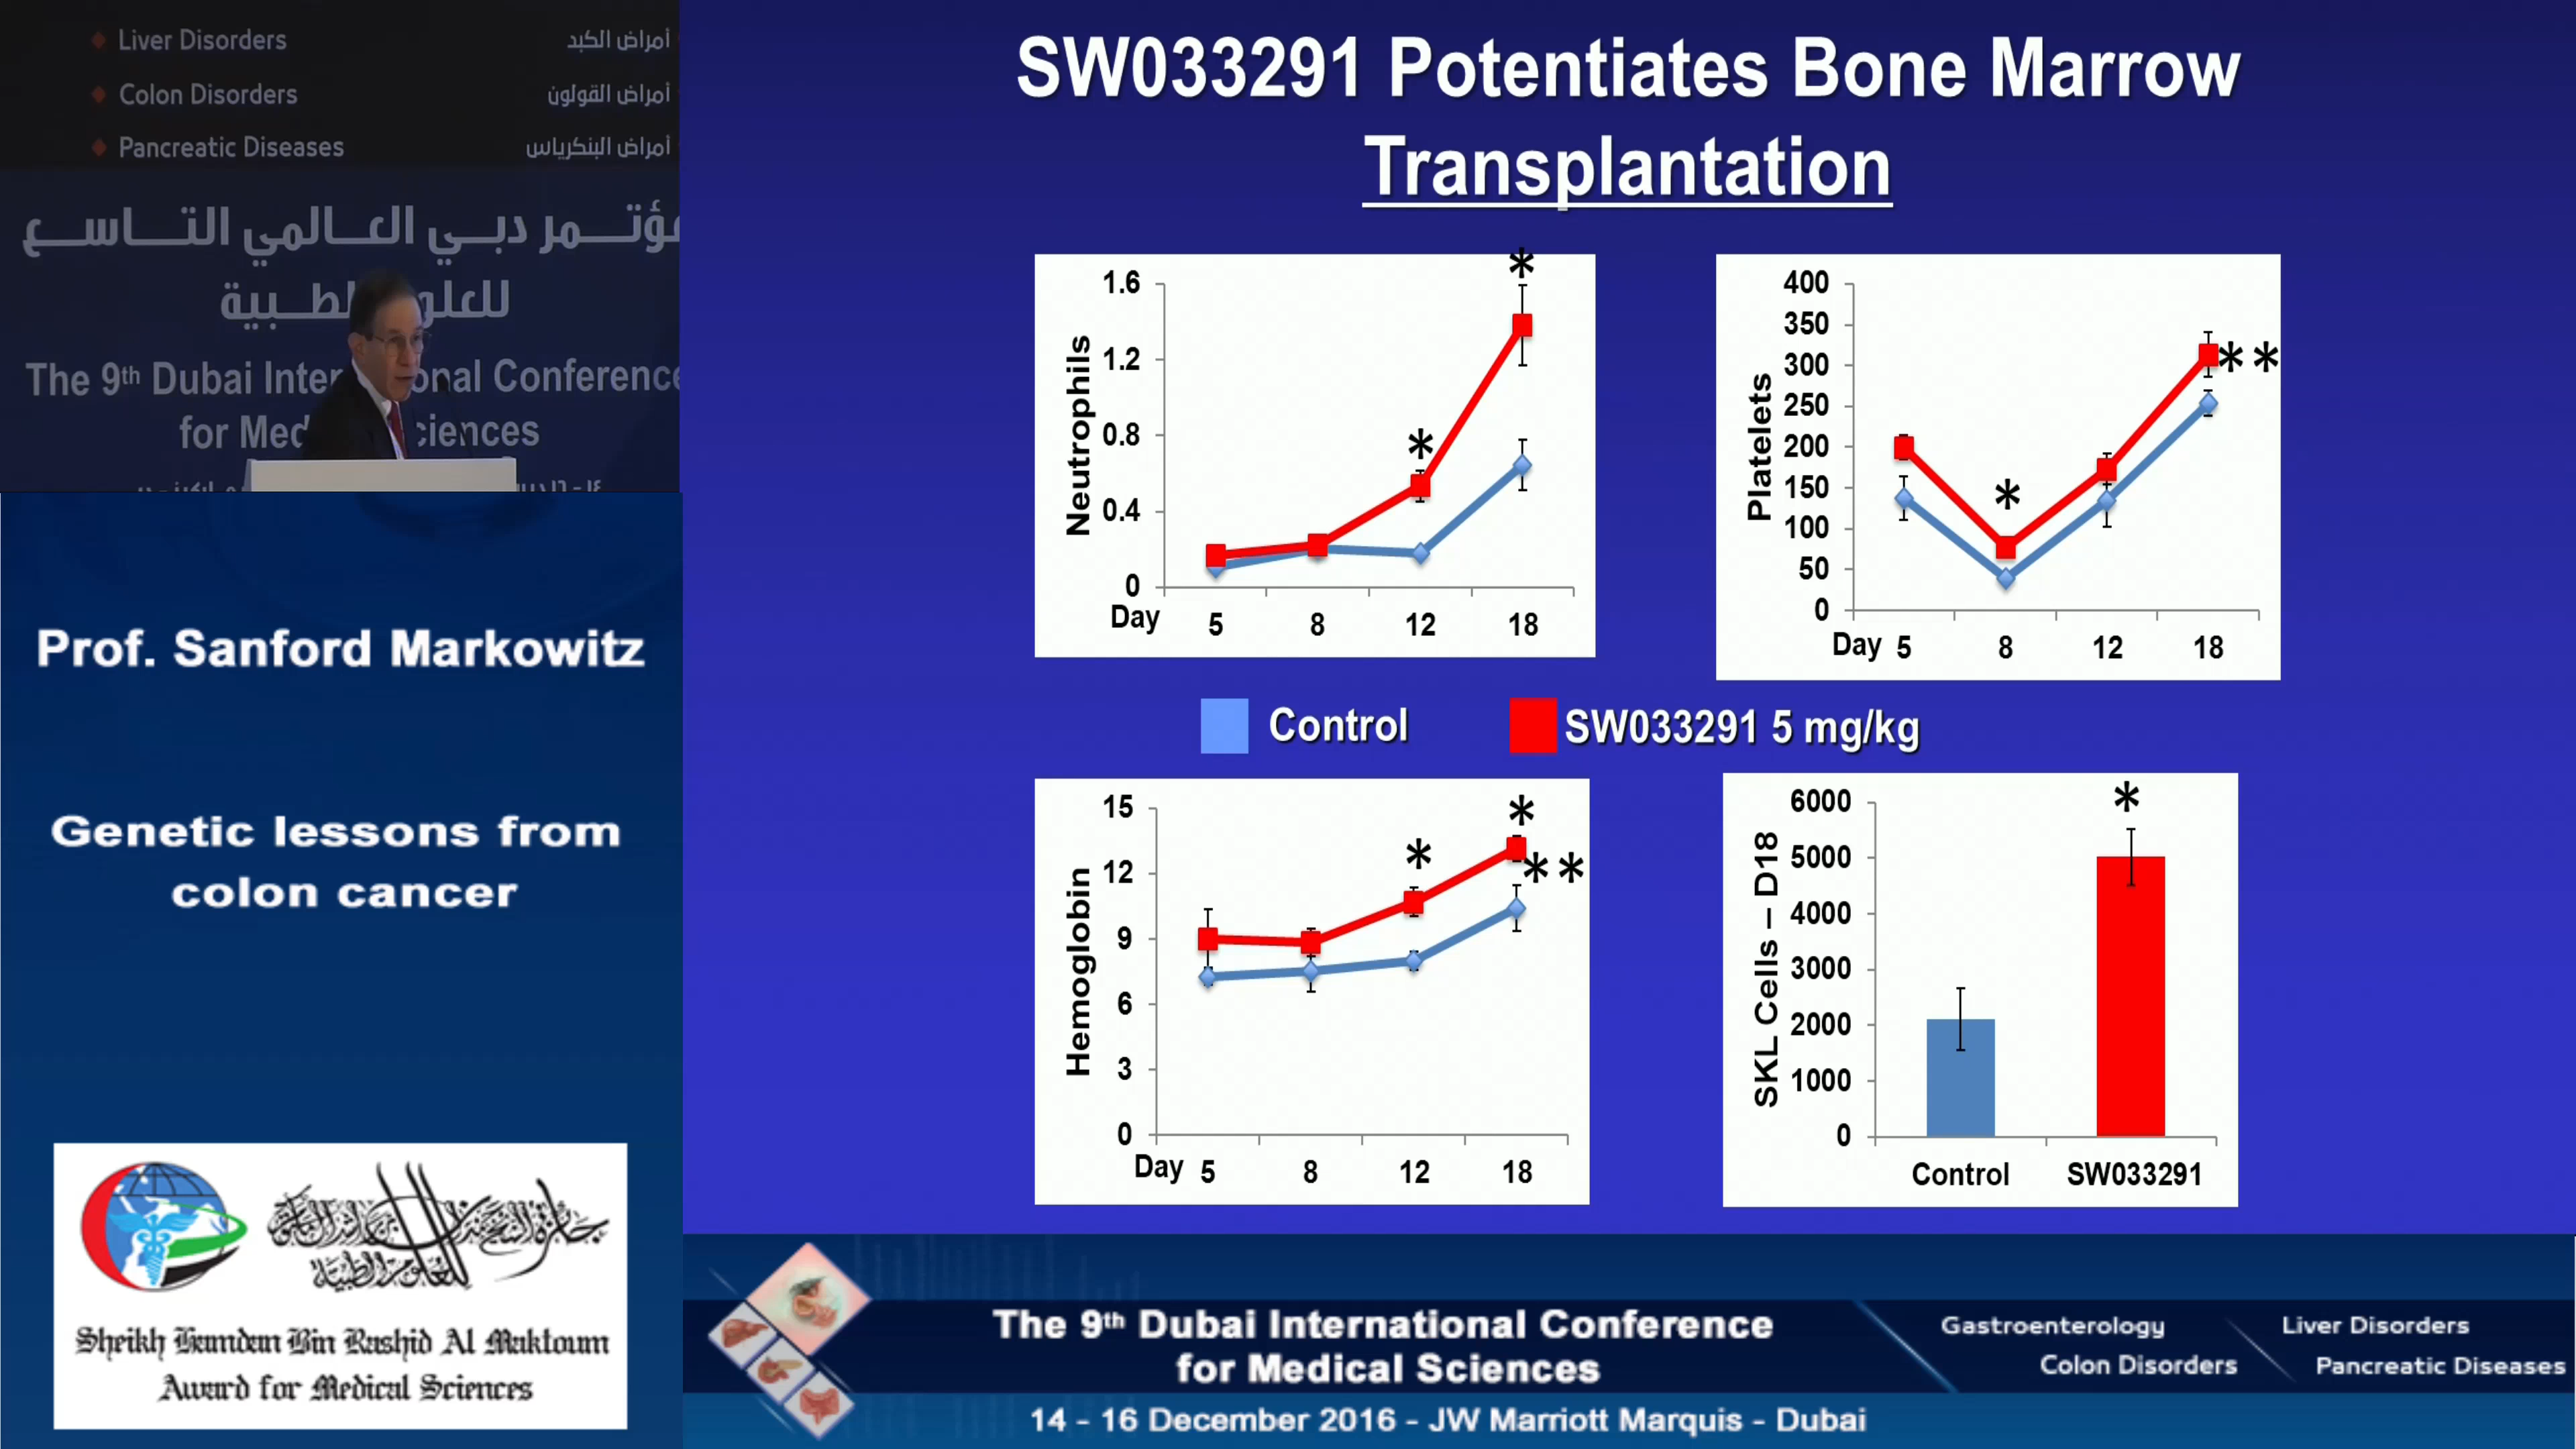 Liver Disorders
أمراض الكبد
Colon Disorders
أمراض القولون
Pancreatic Diseases
أمراض البنكرياس
ؤتمر دبي العالمي التاسع
The 9th Dubai Inter onal Conference
for Med ciences
Prof. Sanford Markowitz
Genetic lessons from
colon cancer
Sheikh Hamdan Bin Rashid Al Maktoum
Award for Medical Sciences
SW033291 Potentiates Bone Marrow
Transplantation
Neutrophils
1.6
1.2
0.8
0.4
0
Day 5 8 12 18
*
*
Platelets
400
350
300
250
200
150
100
50
0
Day 5 8 12 18
*
**
Control
SW033291 5 mg/kg
Hemoglobin
15
12
9
6
3
0
Day 5 8 12 18
*
*
**
SKL Cells – D18
6000
5000
4000
3000
2000
1000
0
Control SW033291
*
The 9th Dubai International Conference
for Medical Sciences
14 - 16 December 2016 - JW Marriott Marquis - Dubai
Gastroenterology
Liver Disorders
Colon Disorders
Pancreatic Diseases